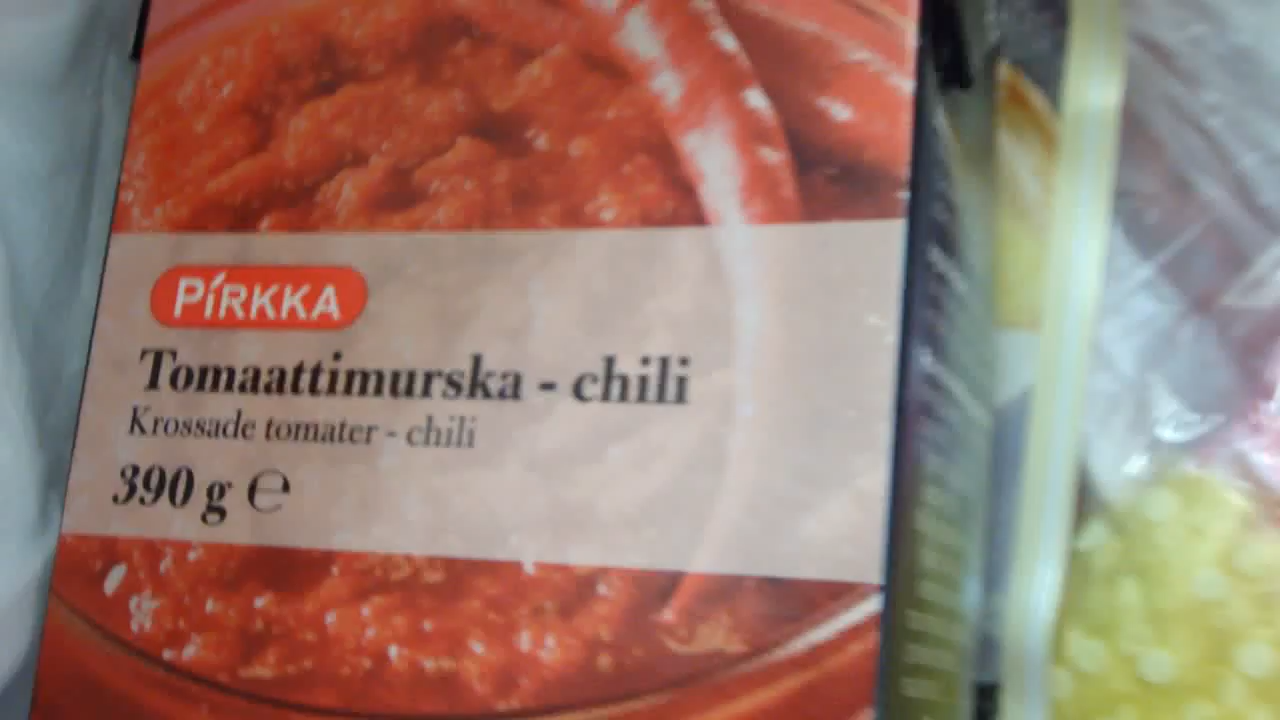 PIRKKA
Tomaattimurska - chili
Krossade tomater - chili
390 g ℮